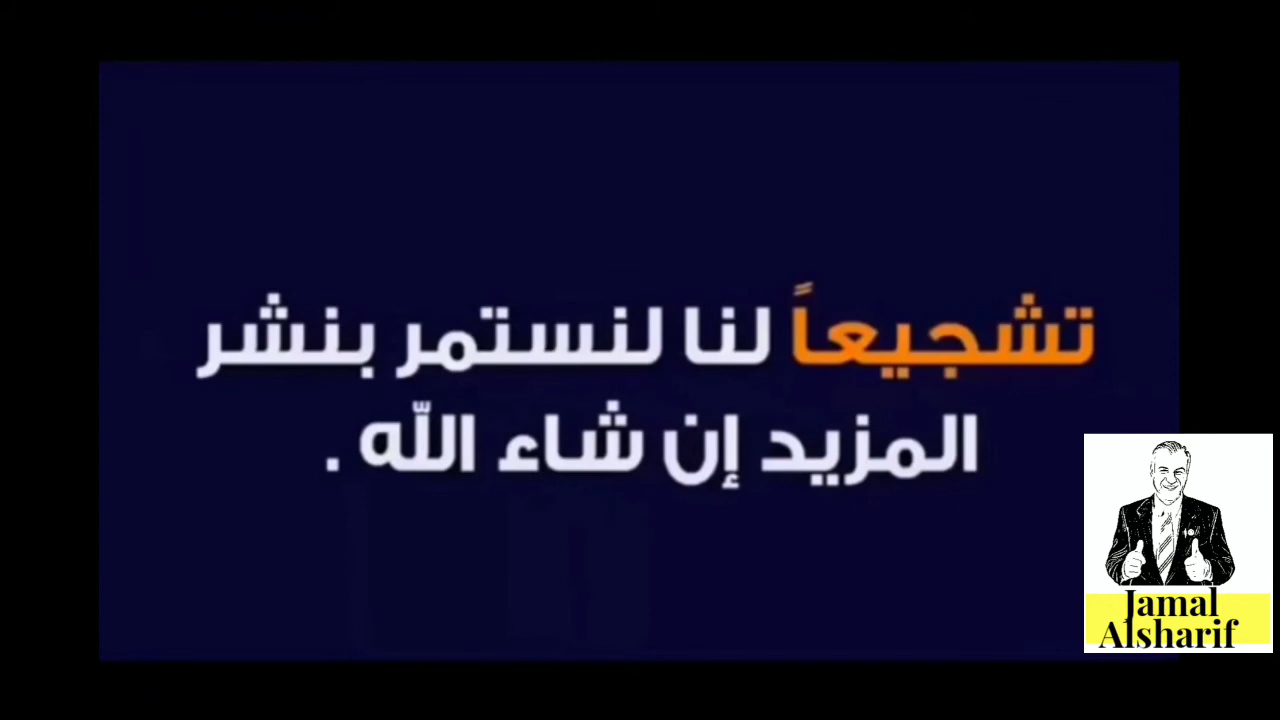 تشجيعاً لنا لنستمر بنشر
المزيد إن شاء الله .
Jamal
Alsharif